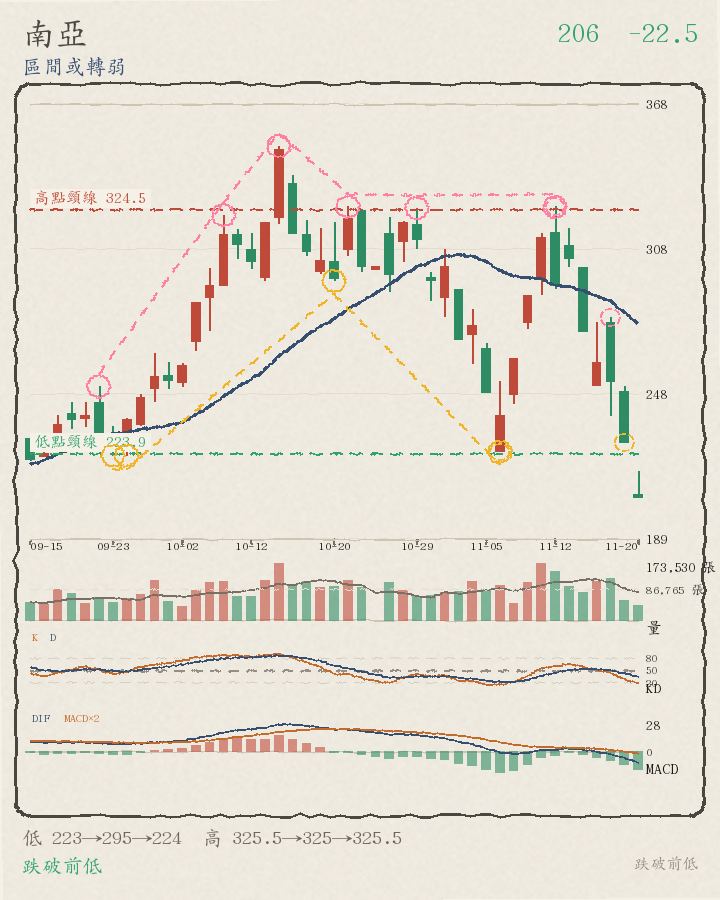 南亞
206 -22.5
區間或轉弱
368
高點頸線 324.5
308
248
低點頸線 223.9
189
09-15 09-23 10-02 10-12 10-20 10-29 11-05 11-12 11-20
173,530 張
86,765 張
量
K D
80
50
20
KD
DIF MACD×2
28
0
MACD
低 223→295→224 高 325.5→325→325.5
跌破前低
跌破前低